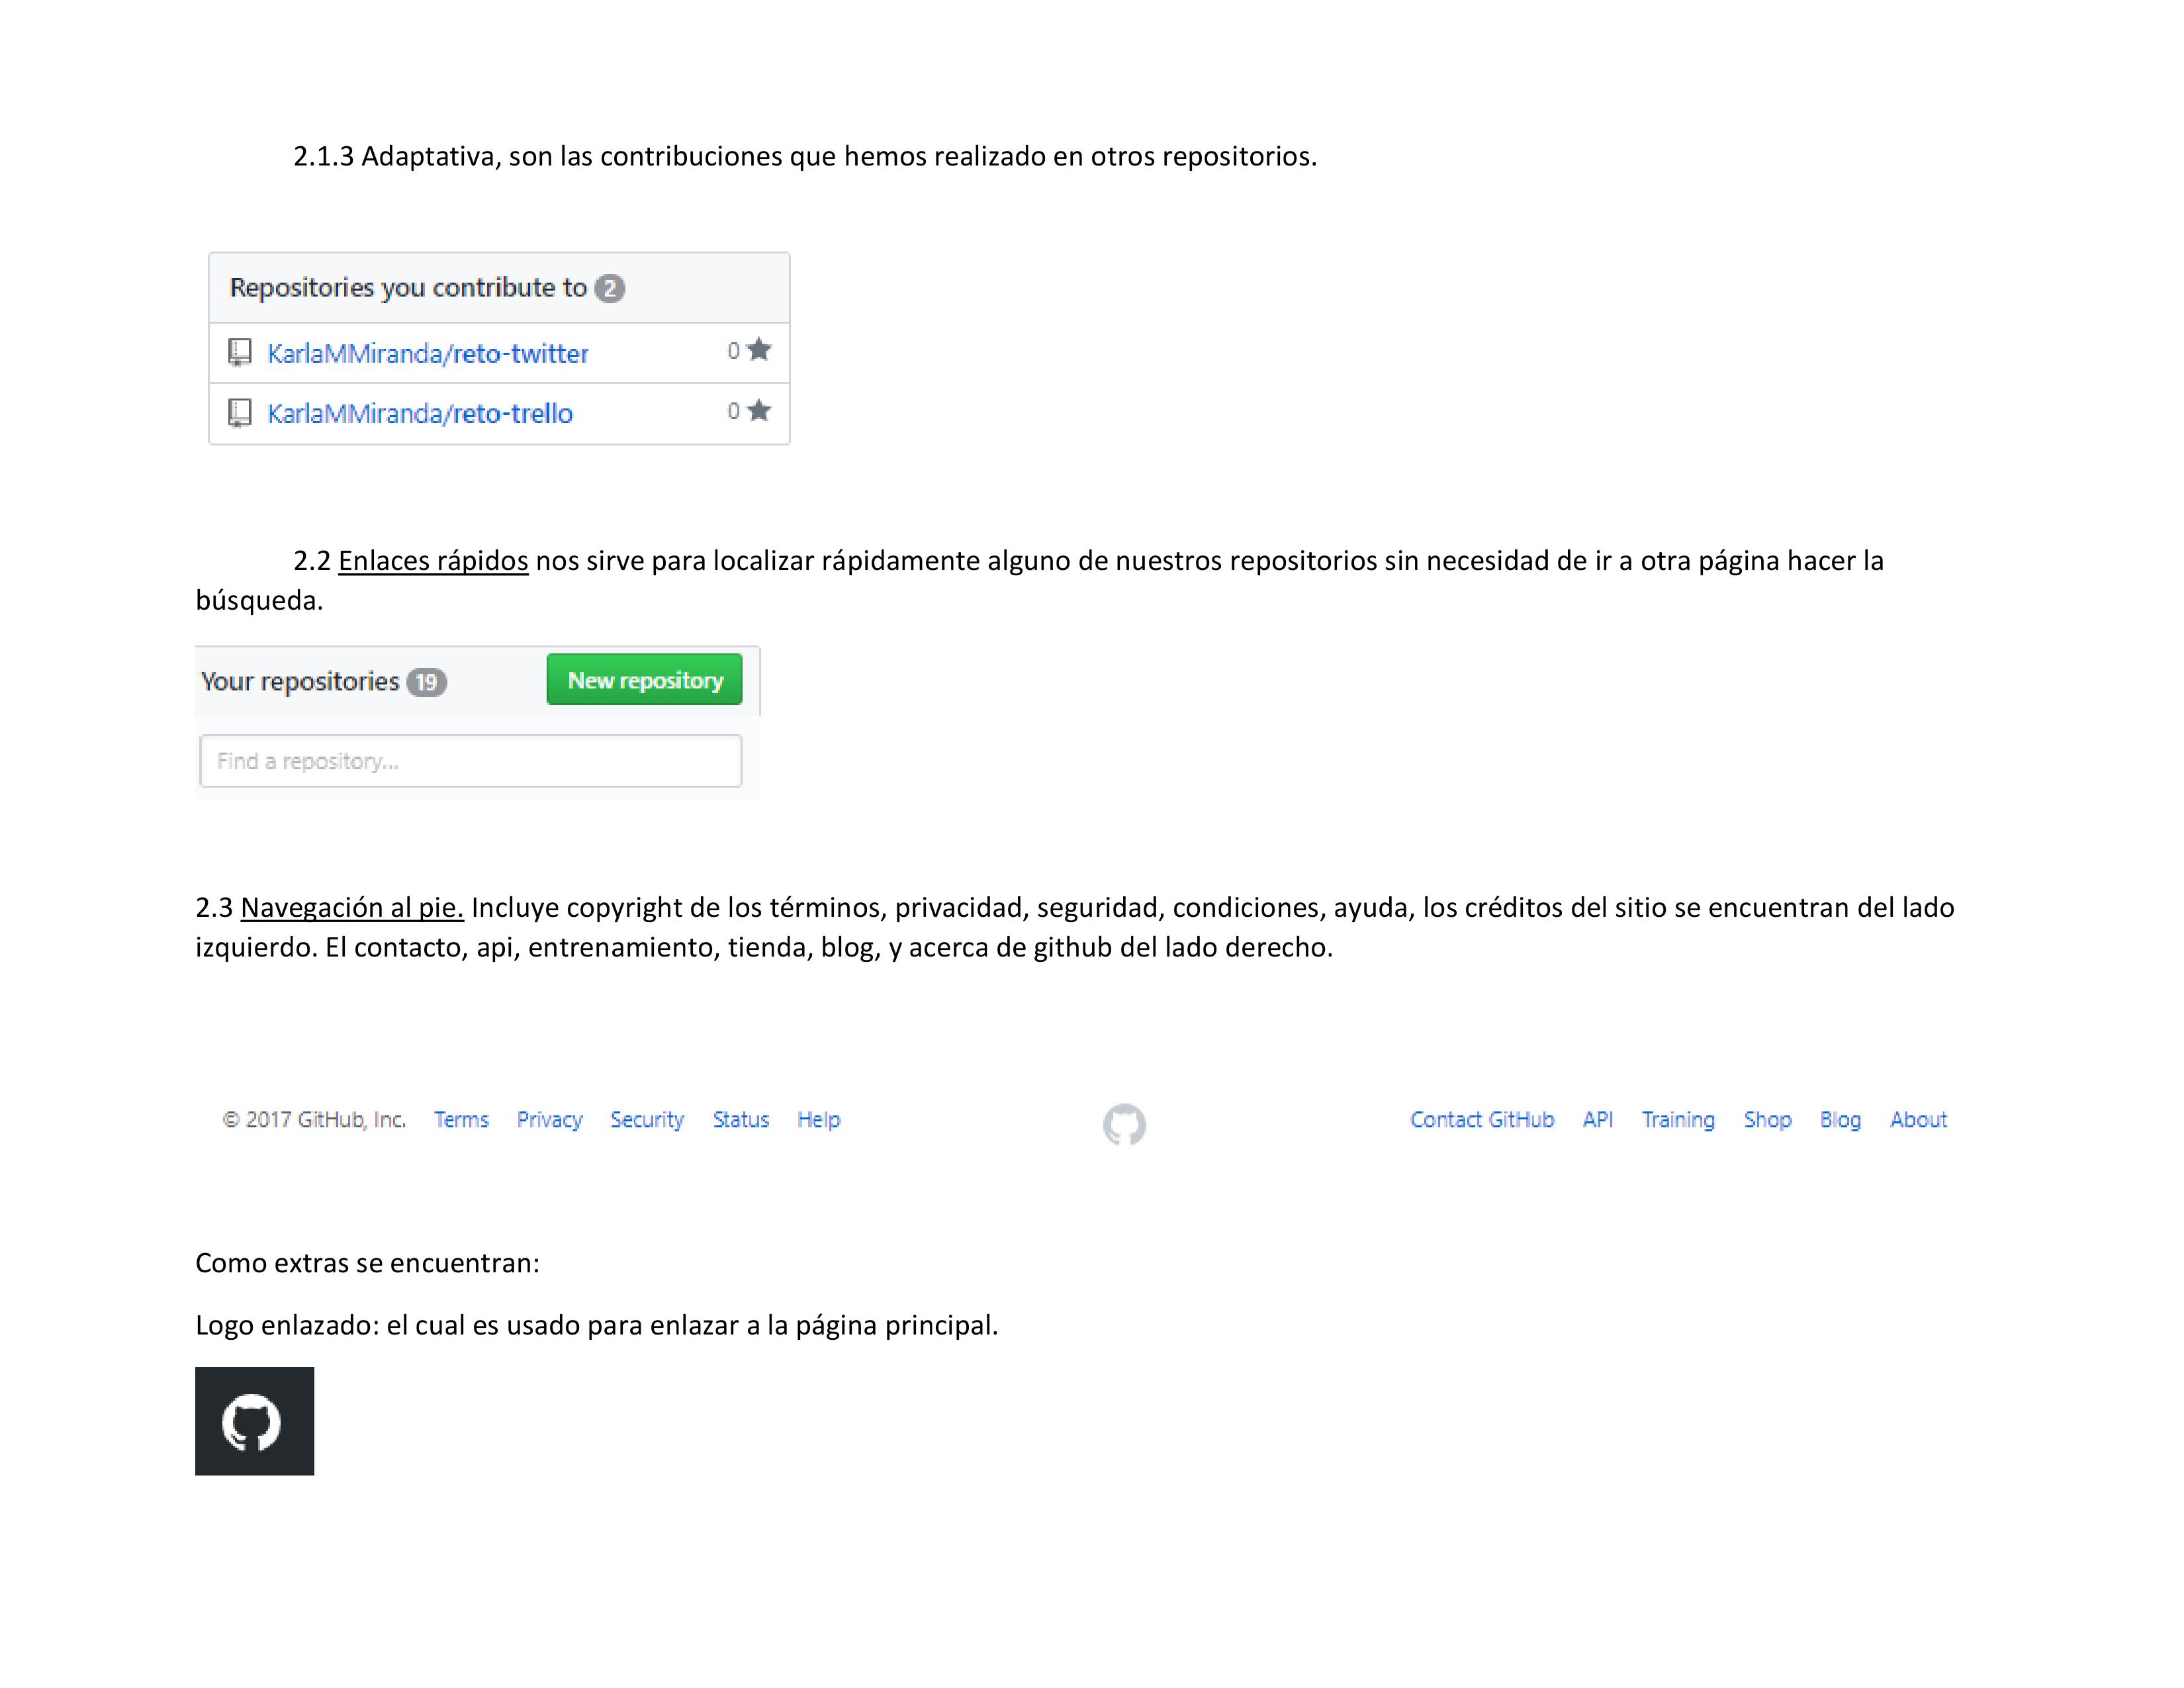 2.1.3 Adaptativa, son las contribuciones que hemos realizado en otros repositorios.
Repositories you contribute to 2
KarlaMMiranda/reto-twitter 0
KarlaMMiranda/reto-trello 0
2.2 Enlaces rápidos nos sirve para localizar rápidamente alguno de nuestros repositorios sin necesidad de ir a otra página hacer la
búsqueda.
Your repositories 19 New repository
Find a repository...
2.3 Navegación al pie. Incluye copyright de los términos, privacidad, seguridad, condiciones, ayuda, los créditos del sitio se encuentran del lado
izquierdo. El contacto, api, entrenamiento, tienda, blog, y acerca de github del lado derecho.
© 2017 GitHub, Inc. Terms Privacy Security Status Help Contact GitHub API Training Shop Blog About
Como extras se encuentran:
Logo enlazado: el cual es usado para enlazar a la página principal.